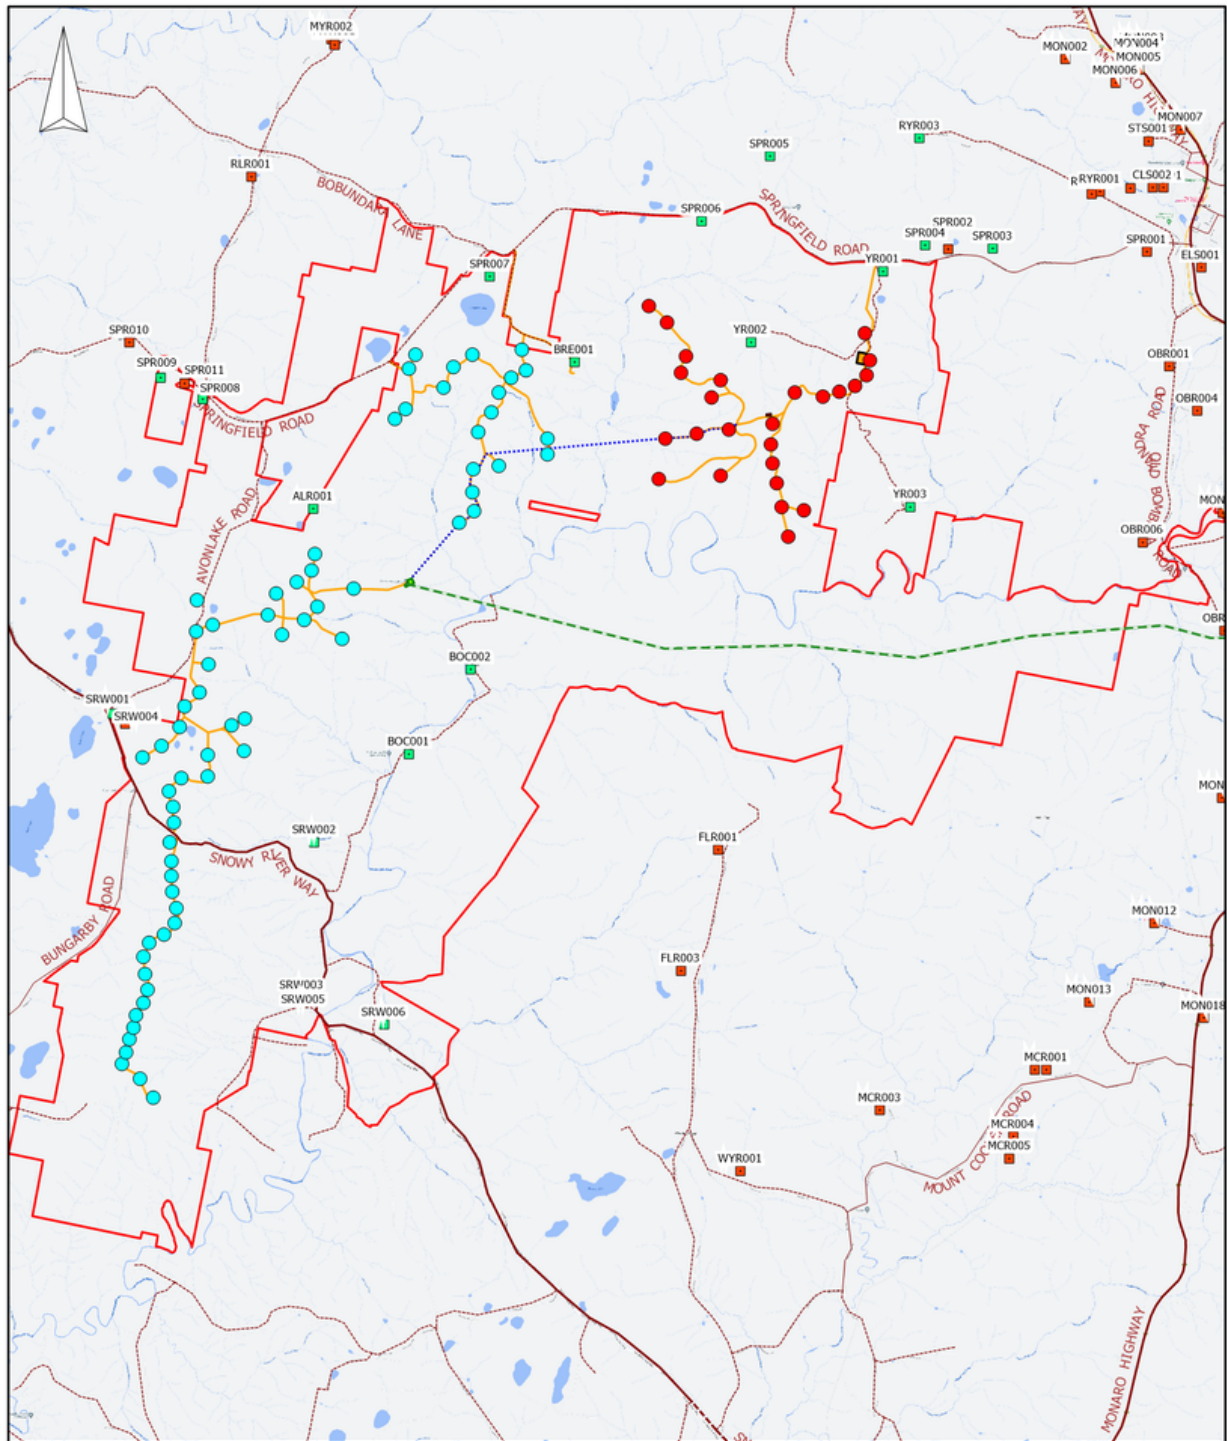 MYR002
MON004
MON002
MON005
MON006
MON007
STS001
RYR003
SPR005
RLR001
RYR001
CLS002
BOBUNDARA LANE
SPRINGFIELD ROAD
SPR006
SPR002
SPR004
SPR003
SPR001
ELS001
SPR007
YR001
SPR010
YR002
BRE001
OBR001
SPR009
SPR011
SPR008
SPRINGFIELD ROAD
OBR004
ALR001
YR003
AVONLAKE ROAD
OBR006
BOC002
SRW001
SRW004
BOC001
SRW002
FLR001
SNOWY RIVER WAY
BUNGARBY ROAD
MON012
FLR003
SRW003
SRW005
SRW006
MON013
MON018
MCR001
MCR003
MCR004
MCR005
WYR001
MONARO HIGHWAY